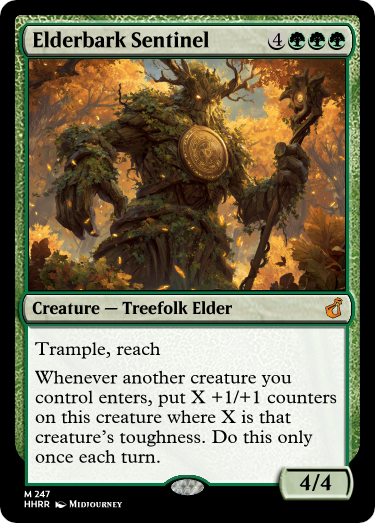 Elderbark Sentinel 4
Creature — Treefolk Elder
Trample, reach
Whenever another creature you
control enters, put X +1/+1 counters
on this creature where X is that
creature's toughness. Do this only
once each turn.
4/4
M 247
HHRR Midjourney